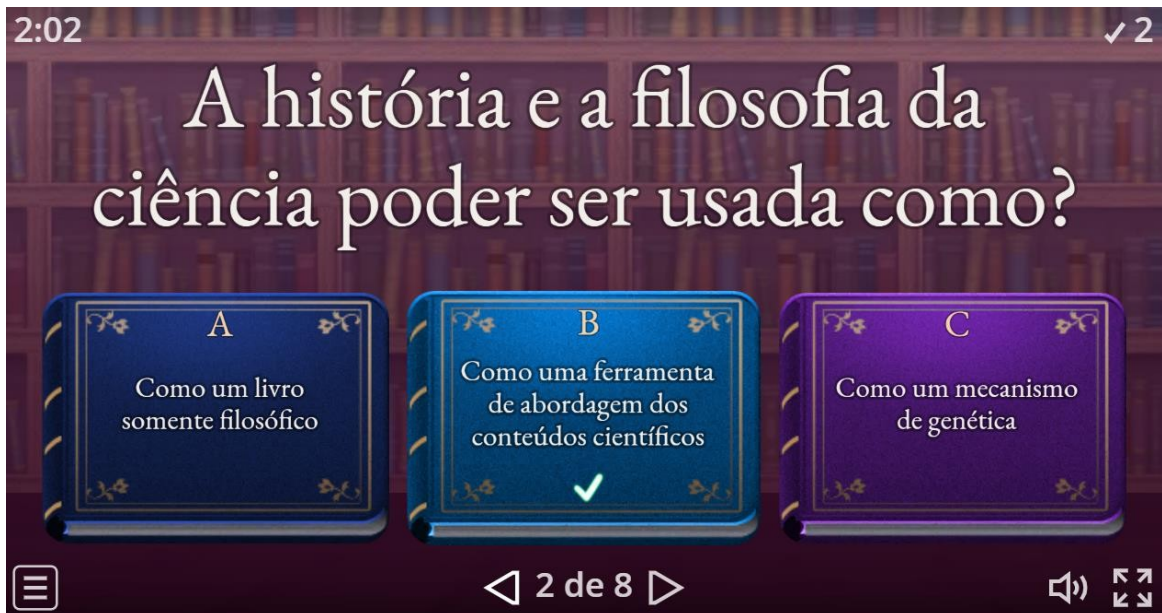 2:02
✓ 2
A história e a filosofia da
ciência poder ser usada como?
A
Como um livro
somente filosófico
B
Como uma ferramenta
de abordagem dos
conteúdos científicos
C
Como um mecanismo
de genética
2 de 8